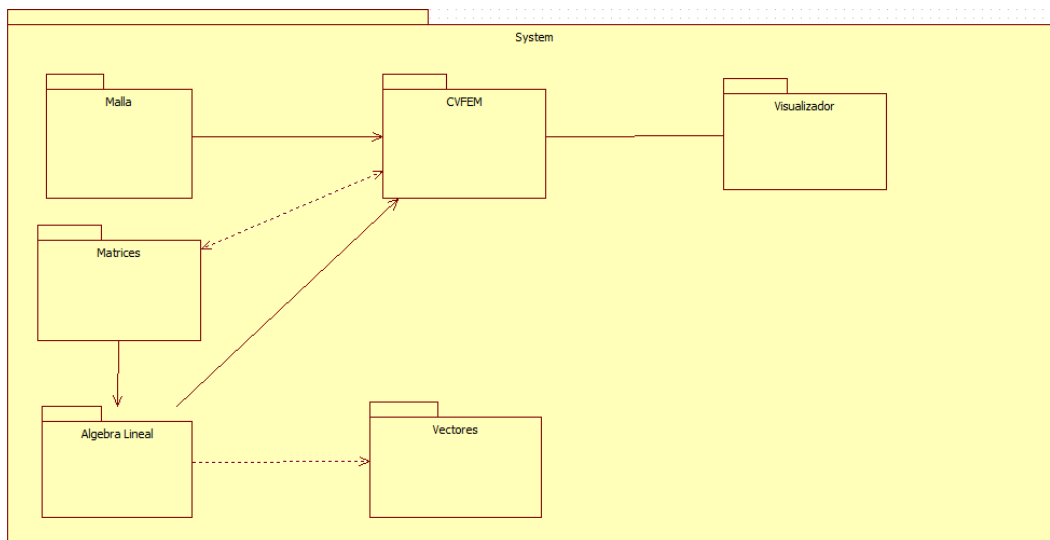 System
Malla
CVFEM
Visualizador
Matrices
Algebra Lineal
Vectores